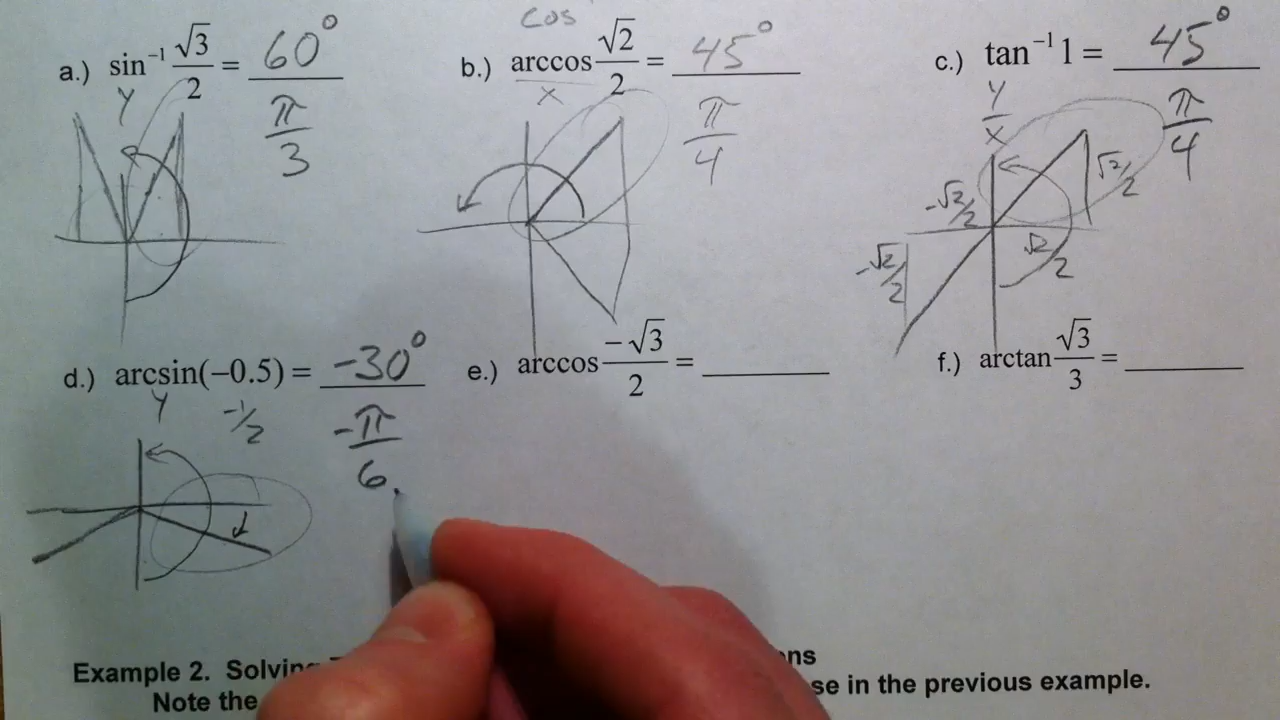 cos
a.) sin⁻¹ √3/2 = 60°
π/3
y
b.) arccos √2/2 = 45°
π/4
x
c.) tan⁻¹ 1 = 45°
π/4
y/x
√2/2
-√2/2
√2/2
-√2/2
d.) arcsin(−0.5) = -30°
y -1/2
-π/6
e.) arccos −√3/2 = ________
f.) arctan √3/3 = ________
Example 2. Solving
Note the se in the previous example.